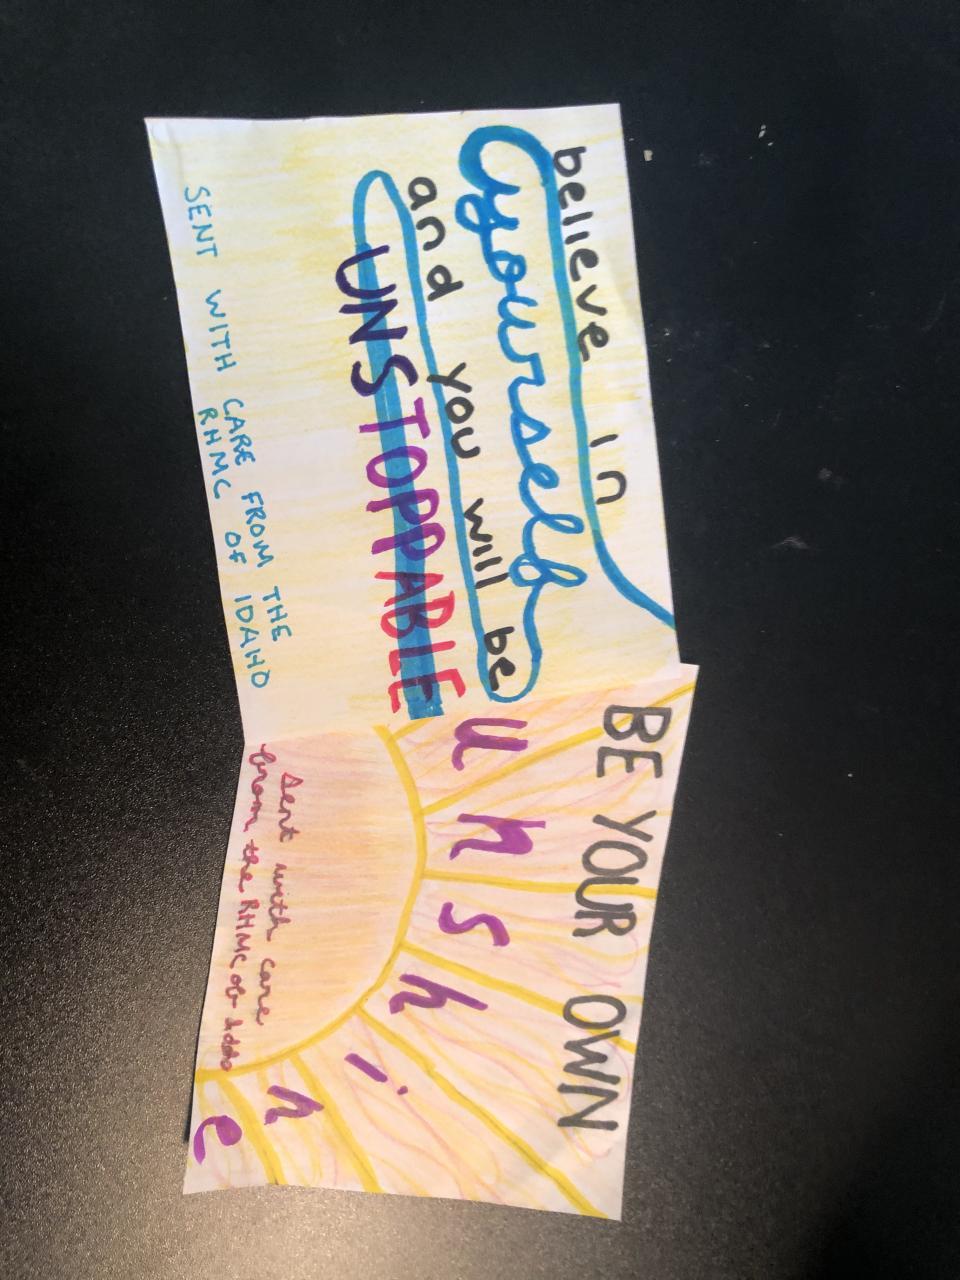 believe in
yourself
and you will be
UNSTOPPABLE
SENT WITH CARE FROM THE
RHMC OF IDAHO
BE YOUR OWN
unshine
sent with care
from the RHMC of Idaho